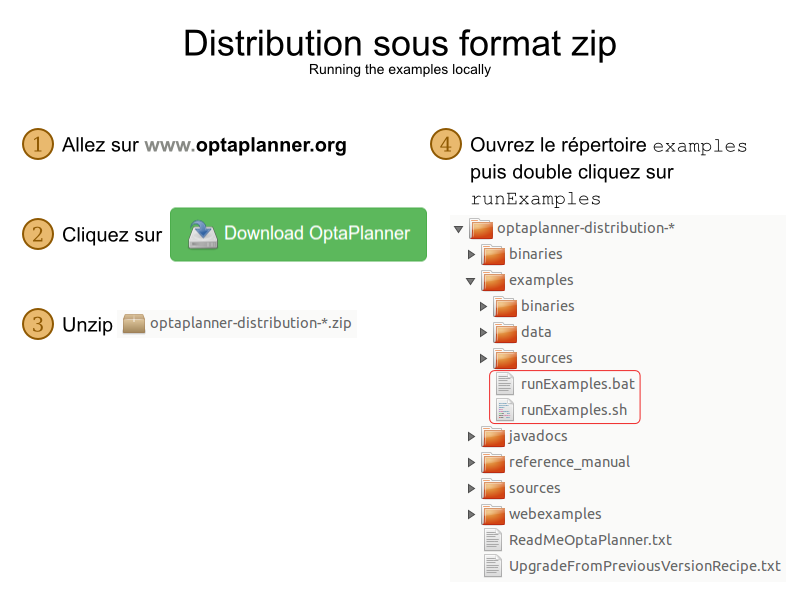 Distribution sous format zip
Running the examples locally
1 Allez sur www.optaplanner.org
2 Cliquez sur Download OptaPlanner
3 Unzip optaplanner-distribution-*.zip
4 Ouvrez le répertoire examples
puis double cliquez sur
runExamples
optaplanner-distribution-*
binaries
examples
binaries
data
sources
runExamples.bat
runExamples.sh
javadocs
reference_manual
sources
webexamples
ReadMeOptaPlanner.txt
UpgradeFromPreviousVersionRecipe.txt